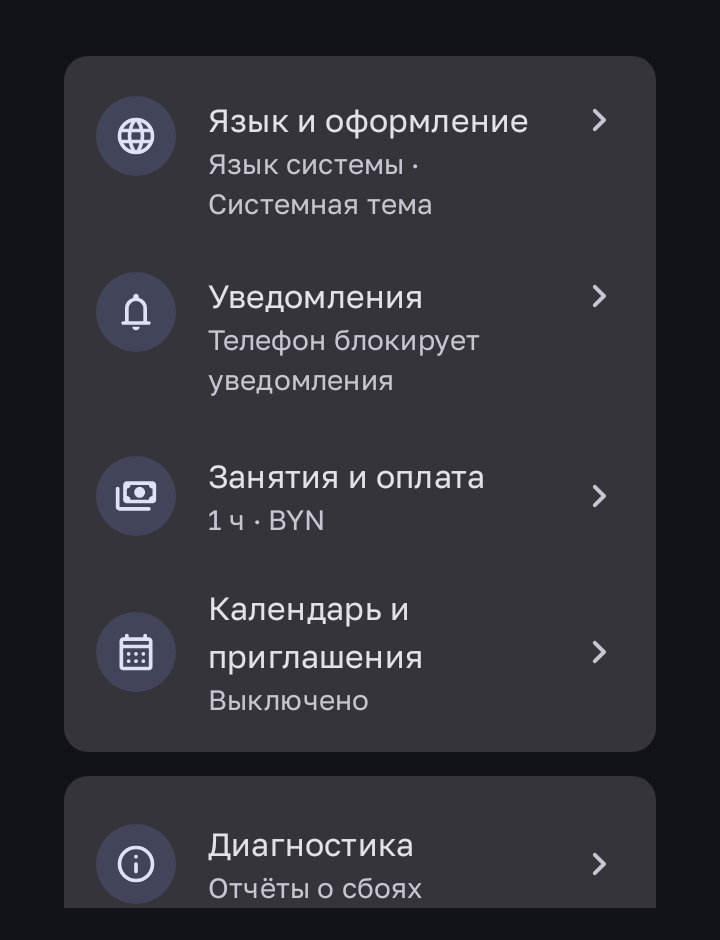 Язык и оформление
Язык системы ·
Системная тема
Уведомления
Телефон блокирует
уведомления
Занятия и оплата
1 ч · BYN
Календарь и
приглашения
Выключено
Диагностика
Отчёты о сбоях